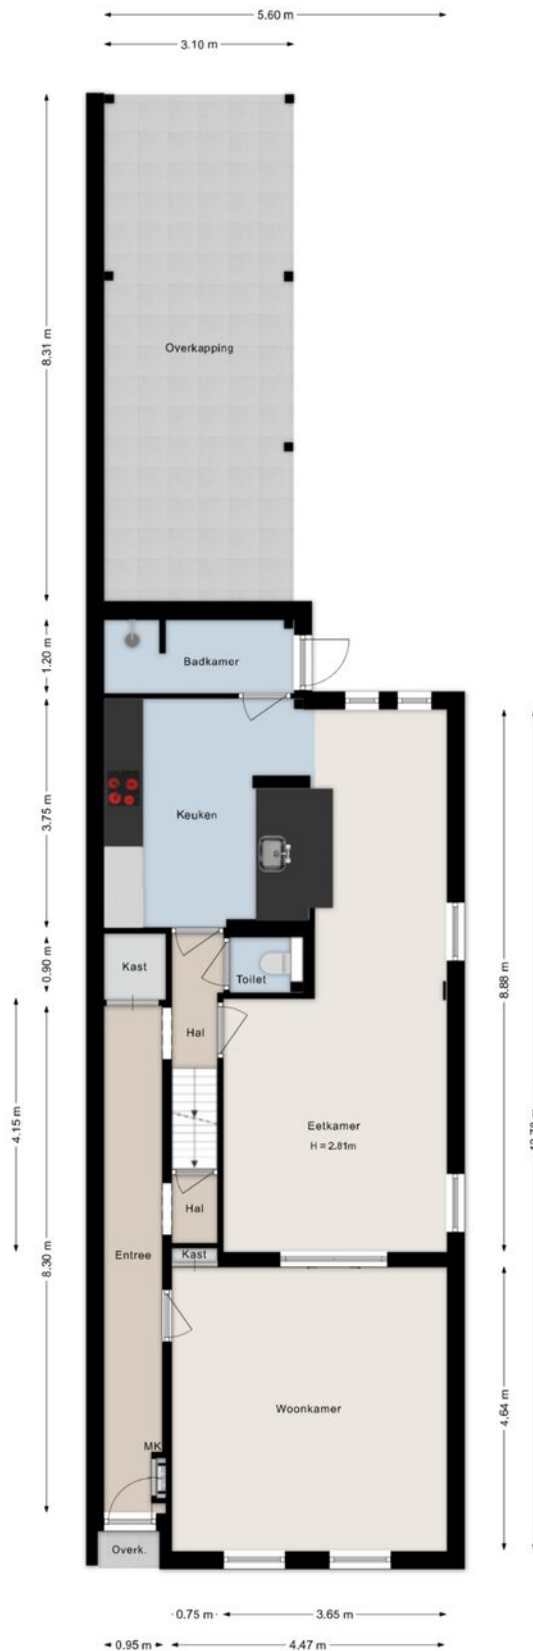 5.60 m
3.10 m
8.31 m
Overkapping
1.20 m
Badkamer
3.75 m
Keuken
0.90 m
Kast
Toilet
8.88 m
Hal
4.15 m
Eetkamer
H = 2.81m
Hal
Kast
Entree
8.30 m
Woonkamer
4.64 m
MK
Overk.
0.75 m
3.65 m
0.95 m
4.47 m